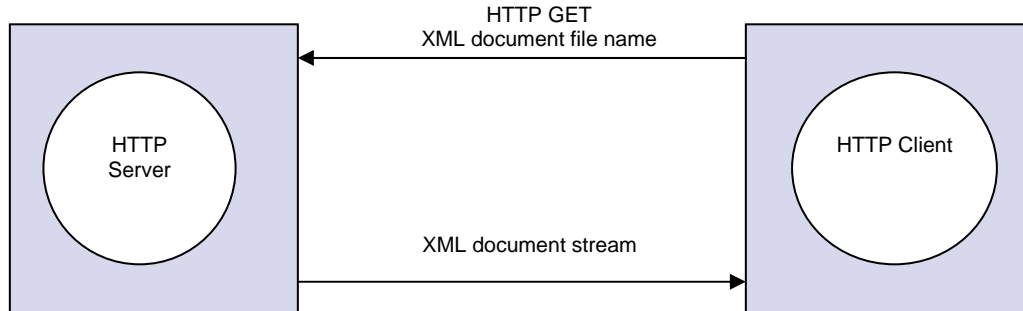 HTTP GET
XML document file name
HTTP
Server
HTTP Client
XML document stream